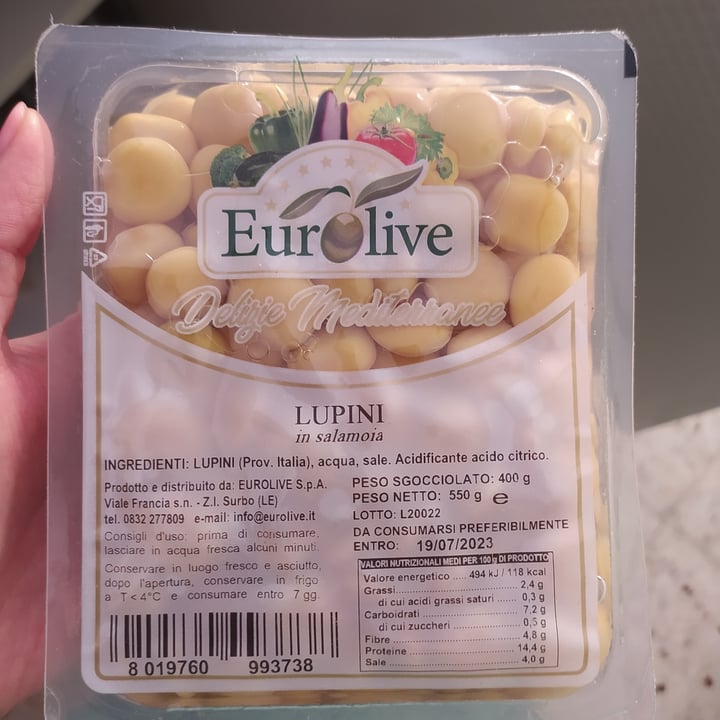 Eurolive
Delizie Mediterranee
LUPINI
in salamoia
INGREDIENTI: LUPINI (Prov. Italia), acqua, sale. Acidificante acido citrico.
Prodotto e distribuito da: EUROLIVE S.p.A.
Viale Francia s.n. - Z.I. Surbo (LE)
tel. 0832 277809 e-mail: info@eurolive.it
Consigli d'uso: prima di consumare,
lasciare in acqua fresca alcuni minuti.
Conservare in luogo fresco e asciutto,
dopo l'apertura, conservare in frigo
a T < 4°C e consumare entro 7 gg.
8 019760 993738
PESO SGOCCIOLATO: 400 g
PESO NETTO: 550 g e
LOTTO: L20022
DA CONSUMARSI PREFERIBILMENTE
ENTRO: 19/07/2023
VALORI NUTRIZIONALI MEDI PER 100 g DI PRODOTTO
Valore energetico .... 494 kJ / 118 kcal
Grassi 2,4 g
di cui acidi grassi saturi 0,3 g
Carboidrati 7,2 g
di cui zuccheri 0,5 g
Fibre 4,8 g
Proteine 14,4 g
Sale 4,0 g